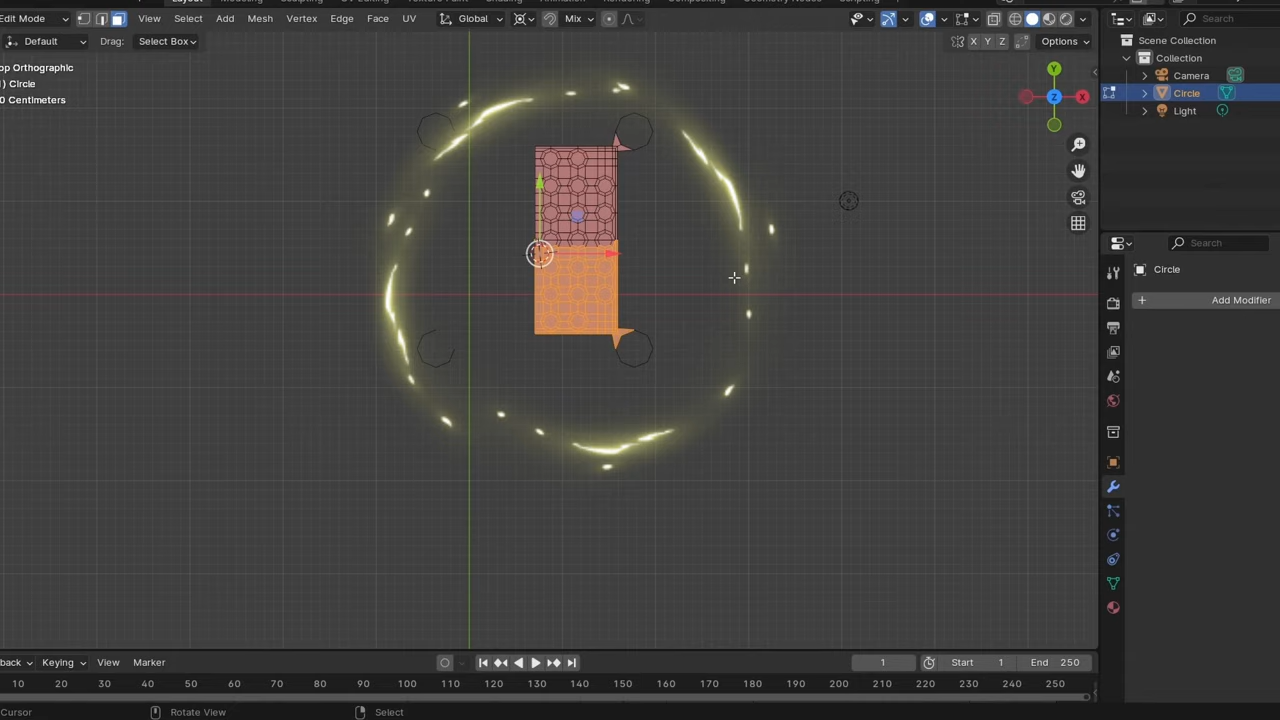 Edit Mode View Select Add Mesh Vertex Edge Face UV Global Mix Search
Default Drag: Select Box X Y Z Options
Scene Collection
Collection
Camera
Circle
Light
op Orthographic
) Circle
0 Centimeters
Y
Z
X
Search
Circle
Add Modifier
back Keying View Marker 1 Start 1 End 250
10 20 30 40 50 60 70 80 90 100 110 120 130 140 150 160 170 180 190 200 210 220 230 240 250
Cursor Rotate View Select